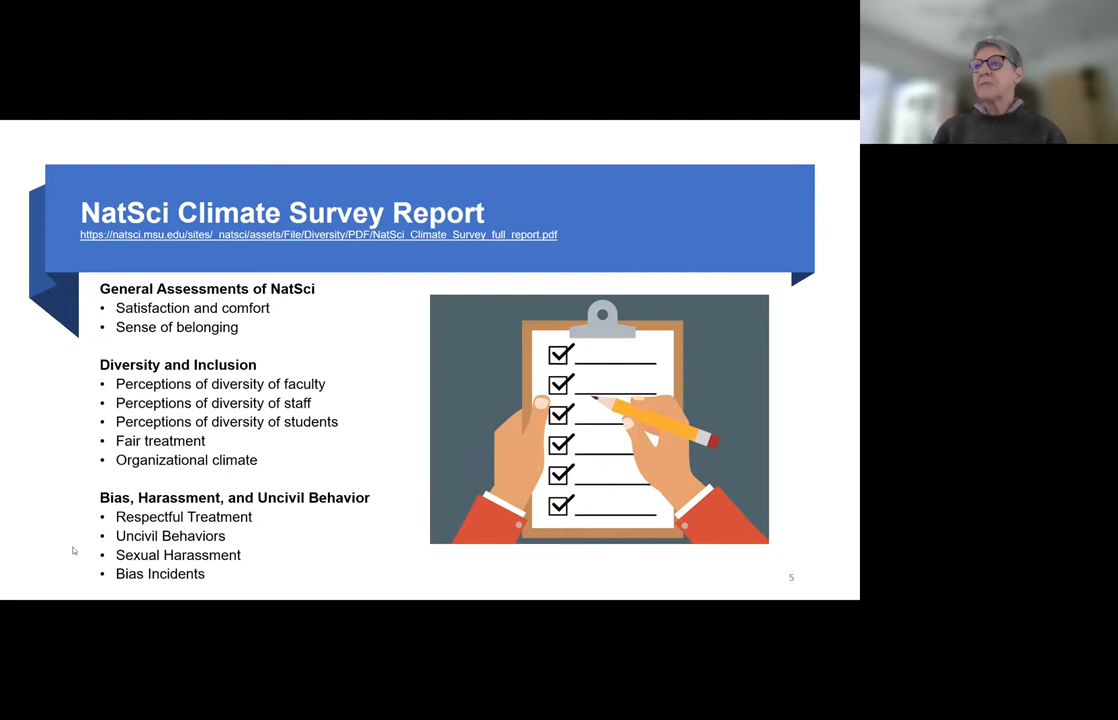 NatSci Climate Survey Report
https://natsci.msu.edu/sites/_natsci/assets/File/Diversity/PDF/NatSci_Climate_Survey_full_report.pdf
General Assessments of NatSci
• Satisfaction and comfort
• Sense of belonging
Diversity and Inclusion
• Perceptions of diversity of faculty
• Perceptions of diversity of staff
• Perceptions of diversity of students
• Fair treatment
• Organizational climate
Bias, Harassment, and Uncivil Behavior
• Respectful Treatment
• Uncivil Behaviors
• Sexual Harassment
• Bias Incidents
5